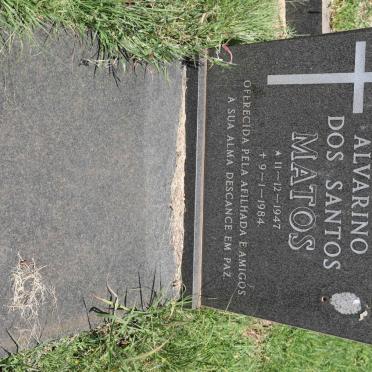 ALVARINO
DOS SANTOS
MATOS
★ 11-12-1947
✝ 9-1-1984
OFERECIDA PELA AFILHADA E AMIGOS
À SUA ALMA DESCANCE EM PAZ